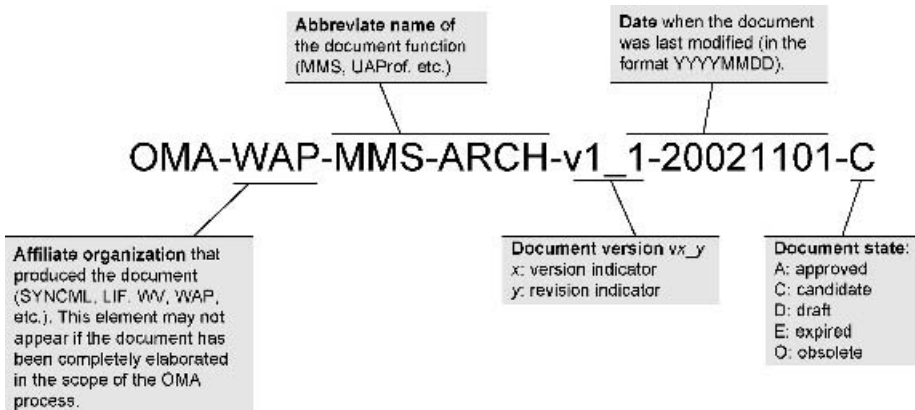 Abbreviate name of
the document function
(MMS, UAProf. etc.)
Date when the document
was last modified (in the
format YYYYMMDD).
OMA-WAP-MMS-ARCH-v1_1-20021101-C
Affiliate organization that
produced the document
(SYNCML, LIF. WV, WAP,
etc.). This element may not
appear if the document has
been completely elaborated
in the scope of the OMA
process.
Document version vx_y
x: version indicator
y: revision indicator
Document state:
A: approved
C: candidate
D: draft
E: expired
O: obsolete